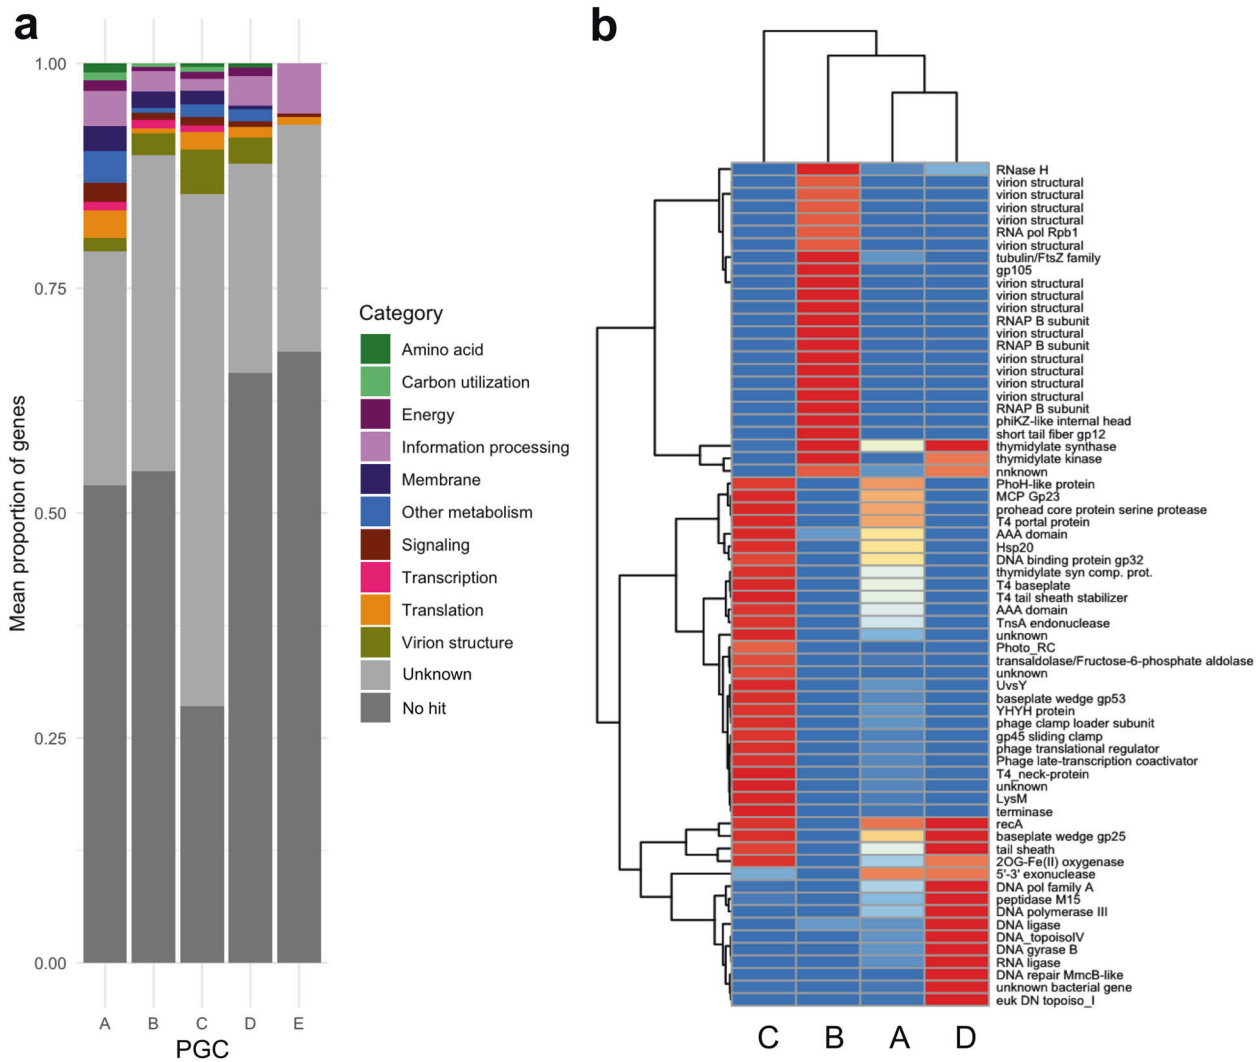 a
b
Mean proportion of genes
1.00
0.75
0.50
0.25
0.00
A
B
C
D
E
PGC
Category
Amino acid
Carbon utilization
Energy
Information processing
Membrane
Other metabolism
Signaling
Transcription
Translation
Virion structure
Unknown
No hit
RNase H
virion structural
virion structural
virion structural
virion structural
RNA pol Rpb1
virion structural
tubulin/FtsZ family
gp105
virion structural
virion structural
virion structural
RNAP B subunit
virion structural
RNAP B subunit
virion structural
virion structural
virion structural
virion structural
RNAP B subunit
phiKZ-like internal head
short tail fiber gp12
thymidylate synthase
thymidylate kinase
nnknown
PhoH-like protein
MCP Gp23
prohead core protein serine protease
T4 portal protein
AAA domain
Hsp20
DNA binding protein gp32
thymidylate syn comp. prot.
T4 baseplate
T4 tail sheath stabilizer
AAA domain
TnsA endonuclease
unknown
Photo_RC
transaldolase/Fructose-6-phosphate aldolase
unknown
UvsY
baseplate wedge gp53
YHYH protein
phage clamp loader subunit
gp45 sliding clamp
phage translational regulator
Phage late-transcription coactivator
T4_neck-protein
unknown
LysM
terminase
recA
baseplate wedge gp25
tail sheath
2OG-Fe(II) oxygenase
5'-3' exonuclease
DNA pol family A
peptidase M15
DNA polymerase III
DNA ligase
DNA_topoisoIV
DNA gyrase B
RNA ligase
DNA repair MmcB-like
unknown bacterial gene
euk DN topoiso_I
C
B
A
D